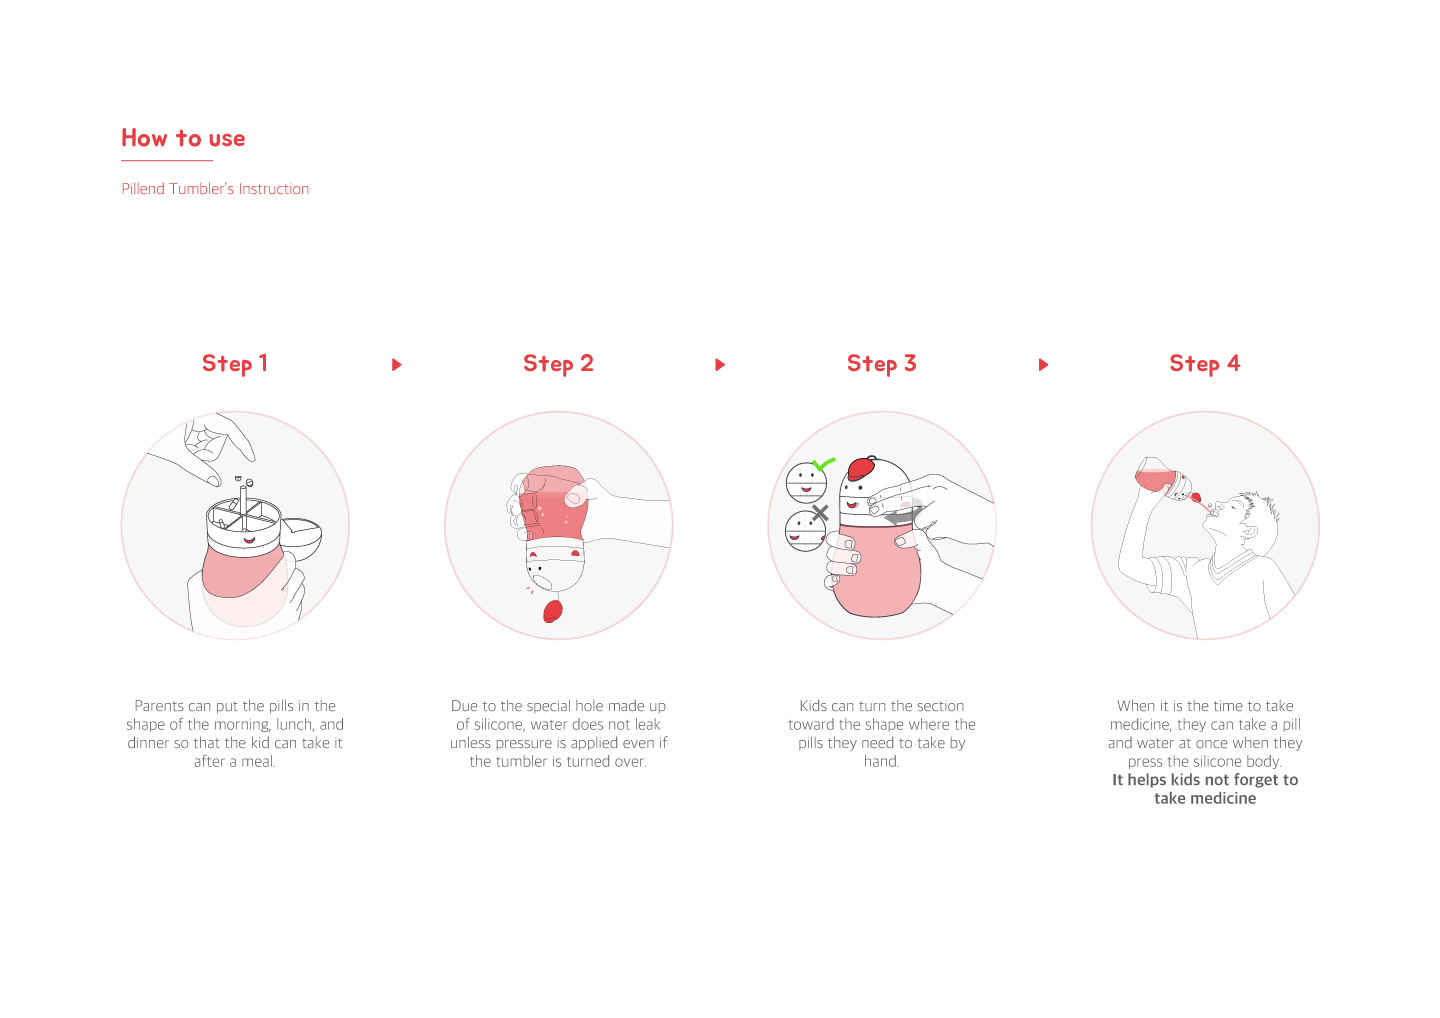 How to use
Pillend Tumbler's Instruction
Step 1
Step 2
Step 3
Step 4
Parents can put the pills in the
shape of the morning, lunch, and
dinner so that the kid can take it
after a meal.
Due to the special hole made up
of silicone, water does not leak
unless pressure is applied even if
the tumbler is turned over.
Kids can turn the section
toward the shape where the
pills they need to take by
hand.
When it is the time to take
medicine, they can take a pill
and water at once when they
press the silicone body.
It helps kids not forget to
take medicine